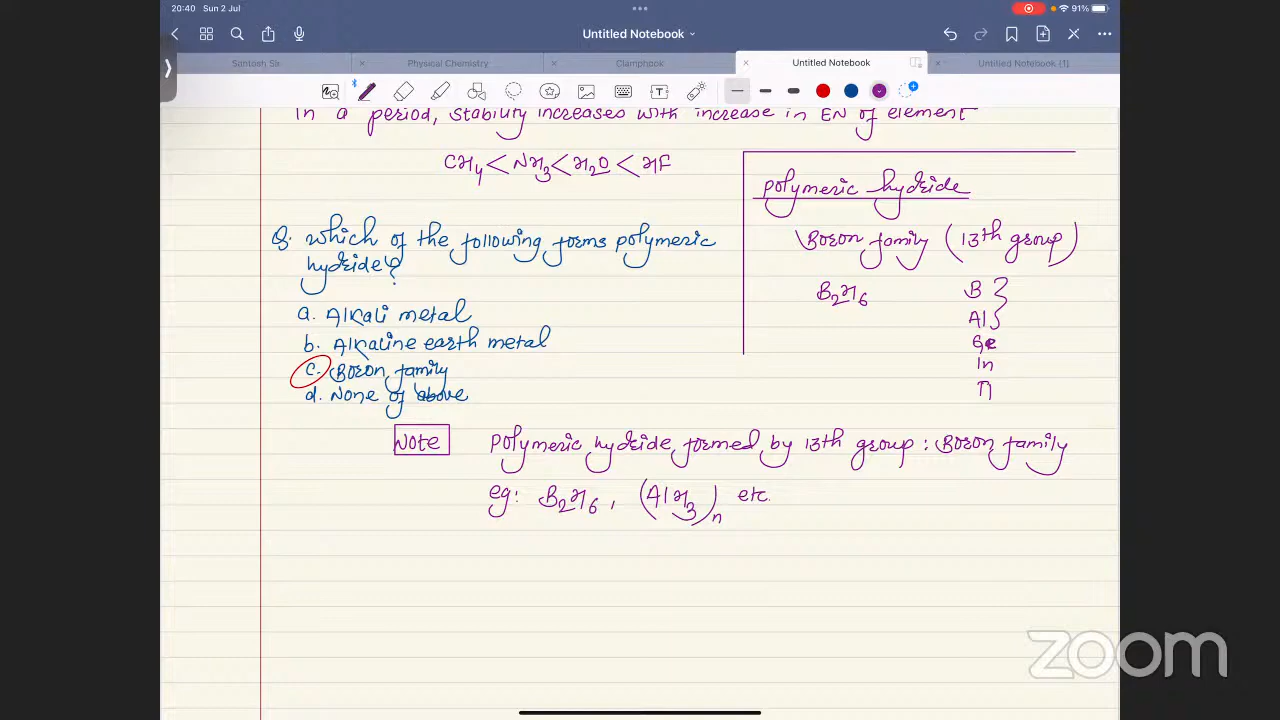 20:40 Sun 2 Jul
91%
Untitled Notebook
Santosh Sir
Physical Chemistry
Clamphook
Untitled Notebook
Untitled Notebook (1)
In a period, stability increases with increase in EN of element
CH4 < NH3 < H2O < HF
polymeric hydride
Boron family (13th group)
B2H6
B
Al
Ge
In
Tl
Q. which of the following forms polymeric
hydride?
a. Alkali metal
b. Alkaline earth metal
c. Boron family
d. None of above
Note polymeric hydride formed by 13th group : Boron family
eg: B2H6, (AlH3)n etc.
zoom